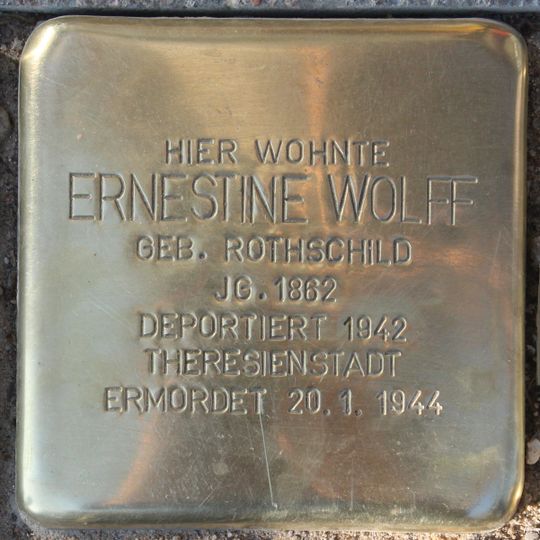 HIER WOHNTE
ERNESTINE WOLFF
GEB. ROTHSCHILD
JG. 1862
DEPORTIERT 1942
THERESIENSTADT
ERMORDET 20. 1. 1944